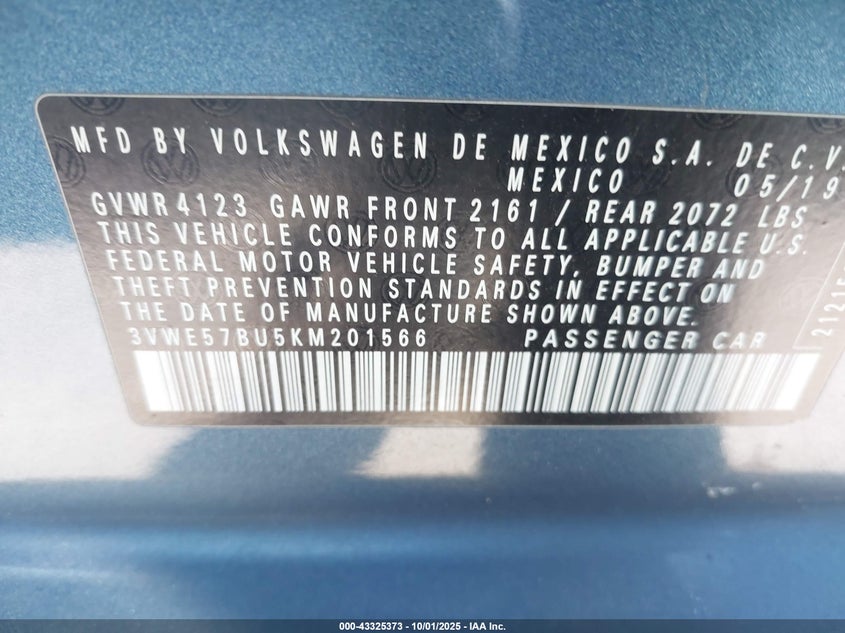 MFD BY VOLKSWAGEN DE MEXICO S.A. DE C.V.
MEXICO 05/19
GVWR 4123 GAWR FRONT 2161 / REAR 2072 LBS
THIS VEHICLE CONFORMS TO ALL APPLICABLE U.S.
FEDERAL MOTOR VEHICLE SAFETY, BUMPER AND
THEFT PREVENTION STANDARDS IN EFFECT ON
THE DATE OF MANUFACTURE SHOWN ABOVE.
3VWE57BU5KM201566 PASSENGER CAR
000-43325373 - 10/01/2025 - IAA Inc.